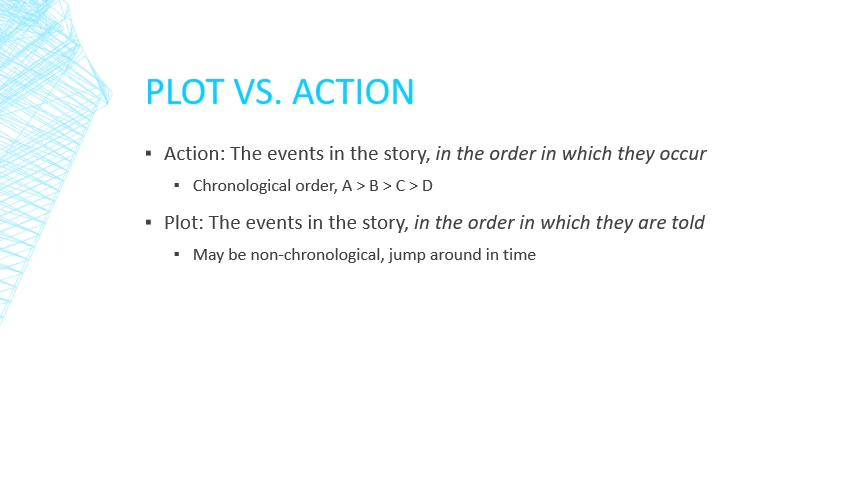 PLOT VS. ACTION
▪ Action: The events in the story, in the order in which they occur
▪ Chronological order, A > B > C > D
▪ Plot: The events in the story, in the order in which they are told
▪ May be non-chronological, jump around in time